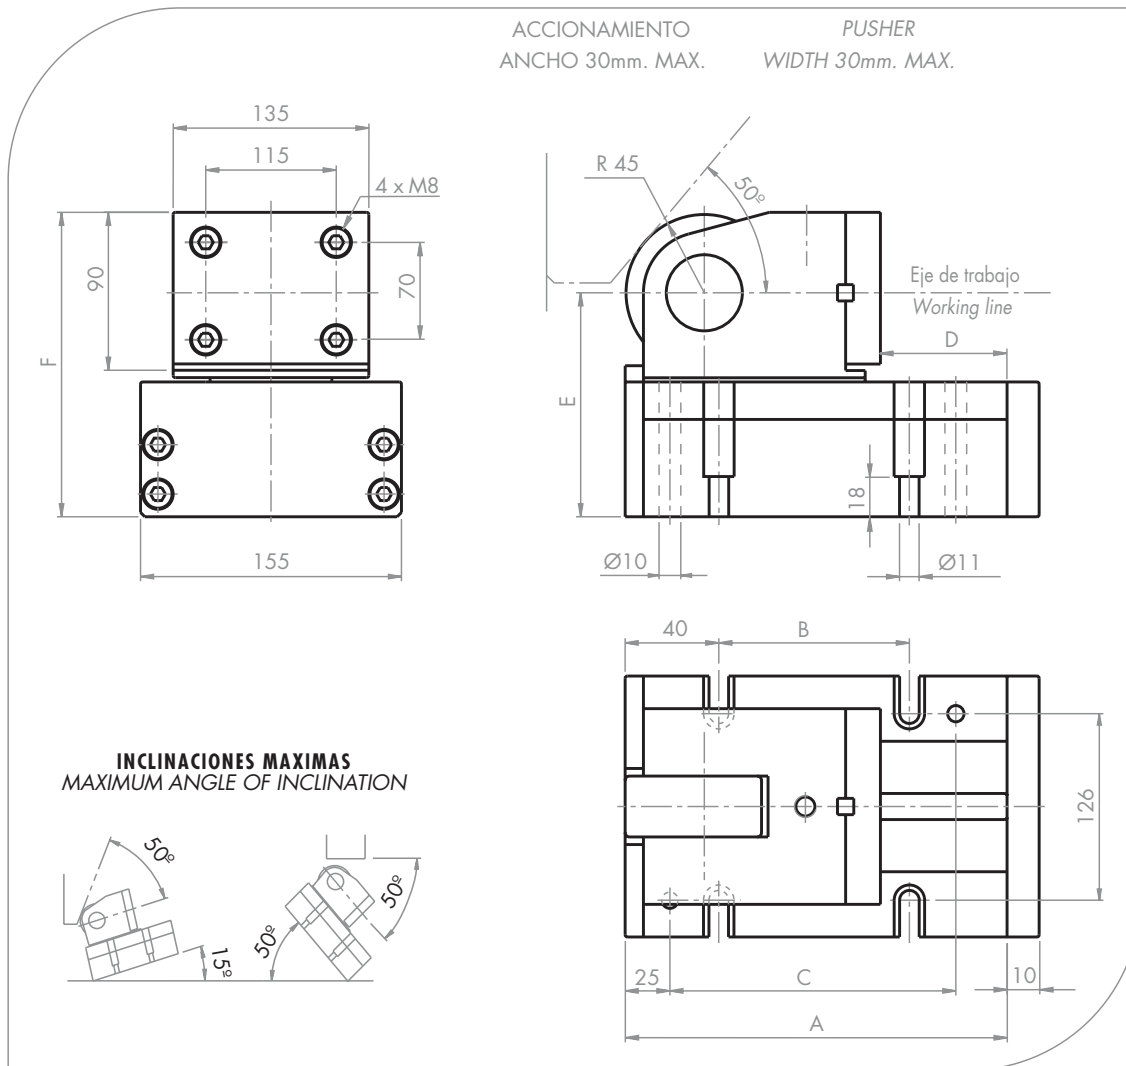 ACCIONAMIENTO
ANCHO 30mm. MAX.
PUSHER
WIDTH 30mm. MAX.
135
115
4 x M8
90
70
F
155
R 45
50º
Eje de trabajo
Working line
D
E
18
Ø10
Ø11
40
B
126
25
C
10
A
INCLINACIONES MAXIMAS
MAXIMUM ANGLE OF INCLINATION
50º
15º
50º
50º